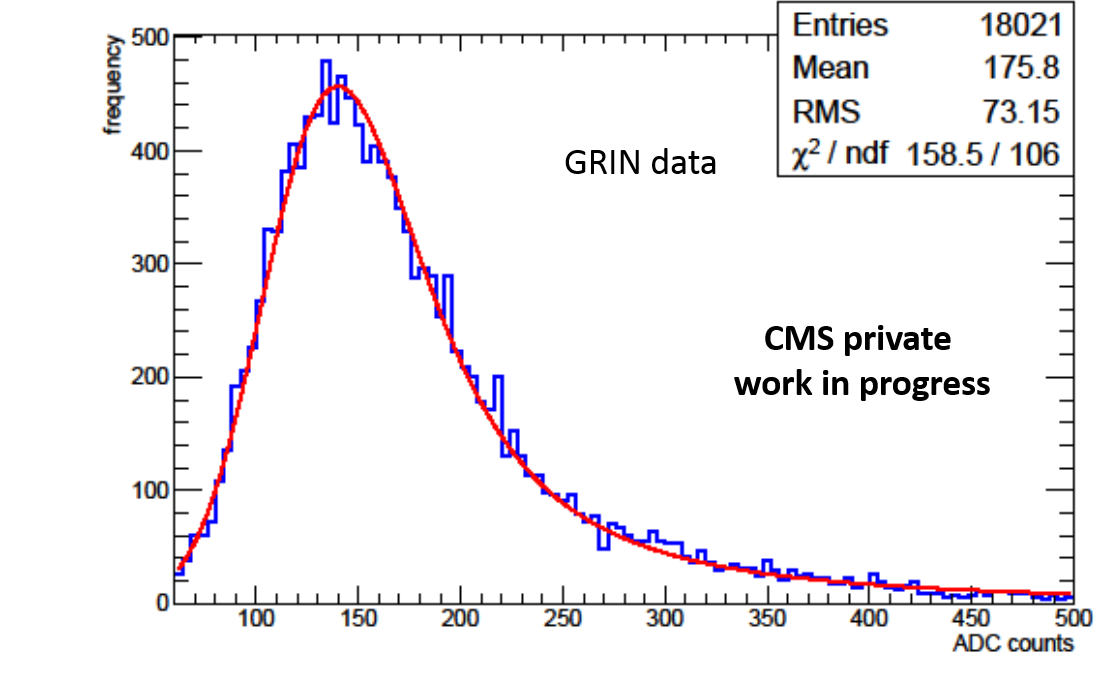 Entries 18021
Mean 175.8
RMS 73.15
χ² / ndf 158.5 / 106
frequency
500
400
300
200
100
0
GRIN data
CMS private
work in progress
100 150 200 250 300 350 400 450 500
ADC counts